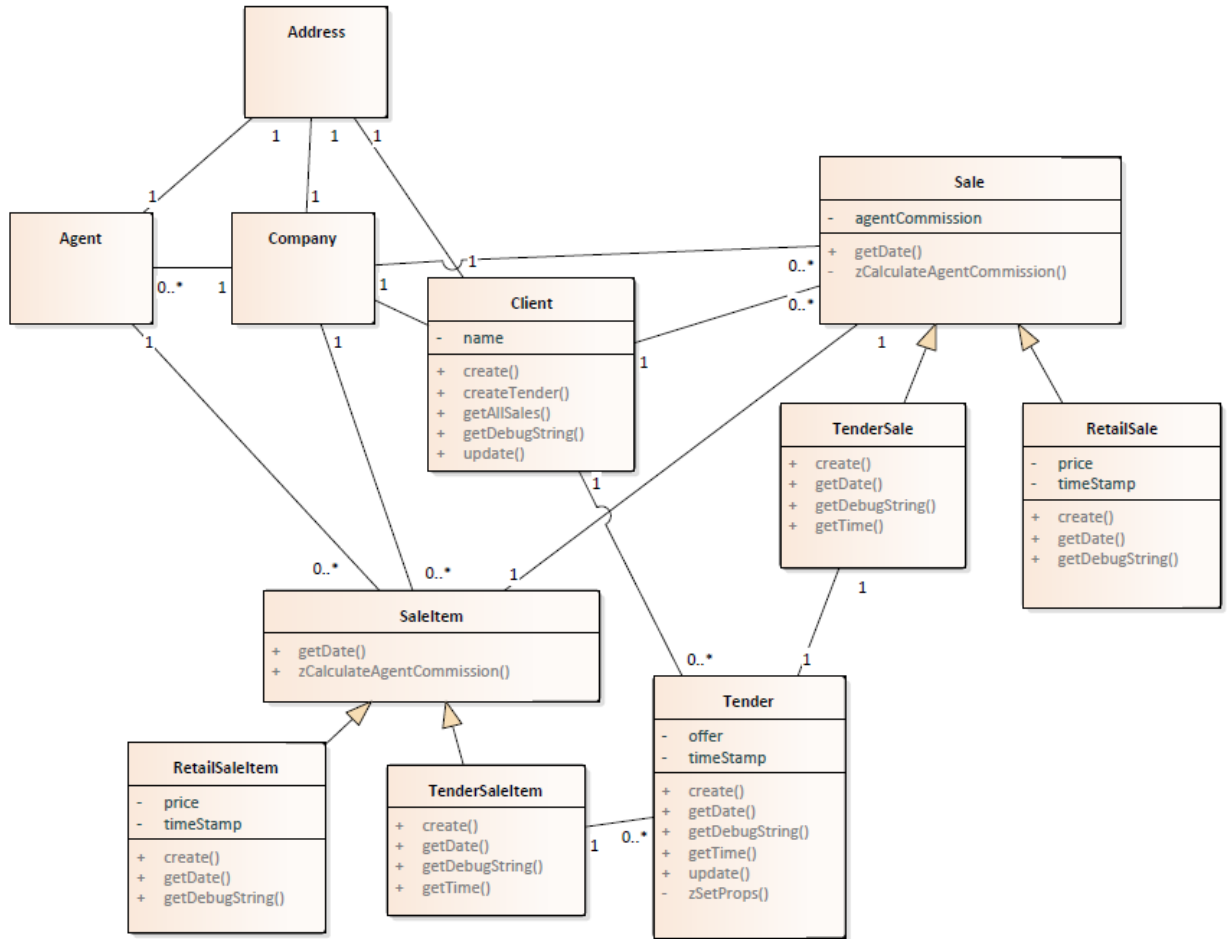 Address
1
1
1
1
1
1
Agent
Company
0..*
1
1
1
1
1
0..*
0..*
1
Client
- name
+ create()
+ createTender()
+ getAllSales()
+ getDebugString()
+ update()
1
Sale
- agentCommission
+ getDate()
- zCalculateAgentCommission()
1
TenderSale
+ create()
+ getDate()
+ getDebugString()
+ getTime()
1
RetailSale
- price
- timeStamp
+ create()
+ getDate()
+ getDebugString()
0..*
0..*
1
SaleItem
+ getDate()
+ zCalculateAgentCommission()
0..*
1
Tender
- offer
- timeStamp
+ create()
+ getDate()
+ getDebugString()
+ getTime()
+ update()
- zSetProps()
RetailSaleItem
- price
- timeStamp
+ create()
+ getDate()
+ getDebugString()
TenderSaleItem
+ create()
+ getDate()
+ getDebugString()
+ getTime()
1
0..*